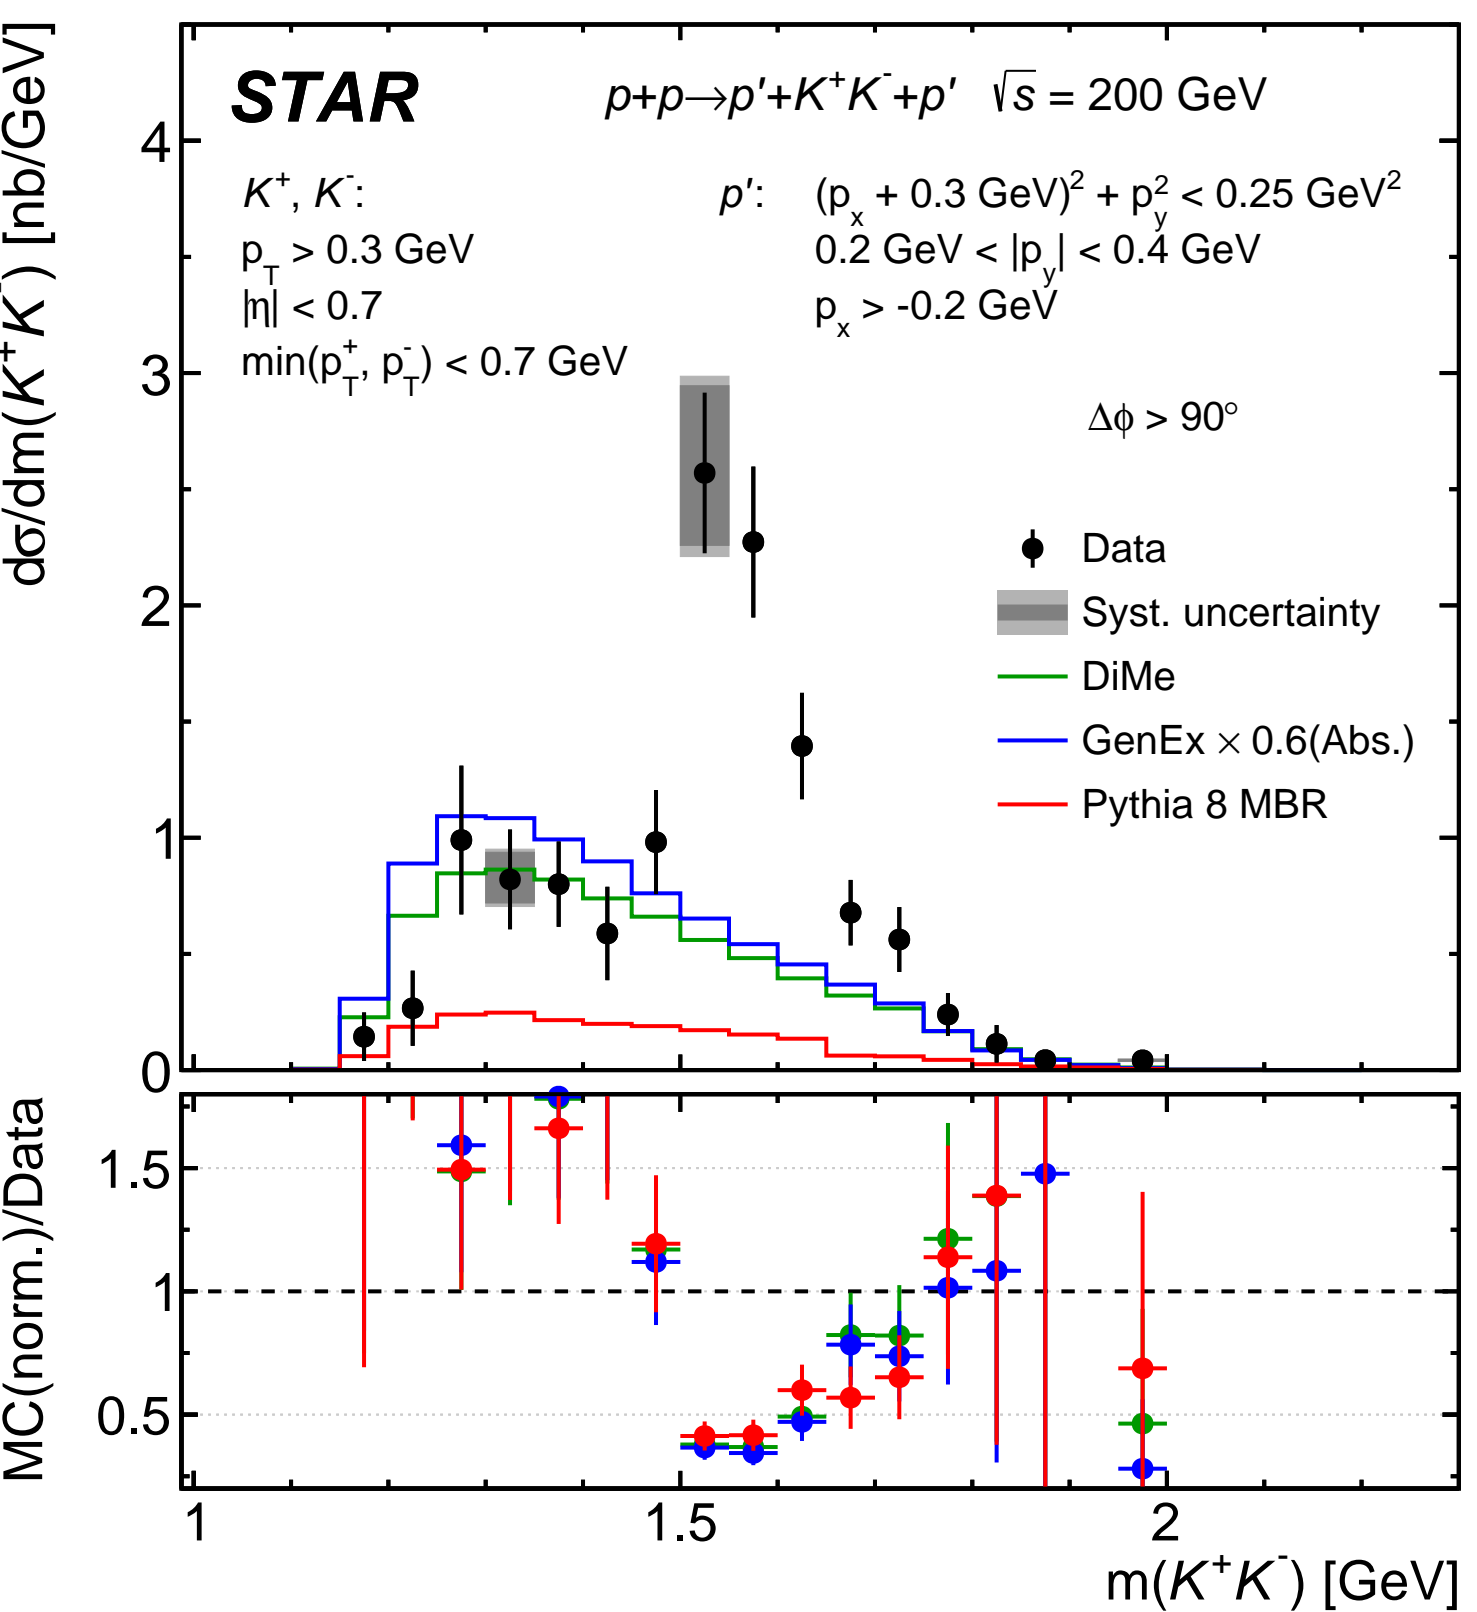 STAR p+p→p′+K⁺K⁻+p′ √s = 200 GeV
K⁺, K⁻: p′: (pₓ + 0.3 GeV)² + p_y² < 0.25 GeV²
p_T > 0.3 GeV 0.2 GeV < |p_y| < 0.4 GeV
|η| < 0.7 pₓ > -0.2 GeV
min(p_T⁺, p_T⁻) < 0.7 GeV
Δϕ > 90°
Data
Syst. uncertainty
DiMe
GenEx × 0.6(Abs.)
Pythia 8 MBR
dσ/dm(K⁺K⁻) [nb/GeV]
4
3
2
1
0
MC(norm.)/Data
1.5
1
0.5
1 1.5 2
m(K⁺K⁻) [GeV]